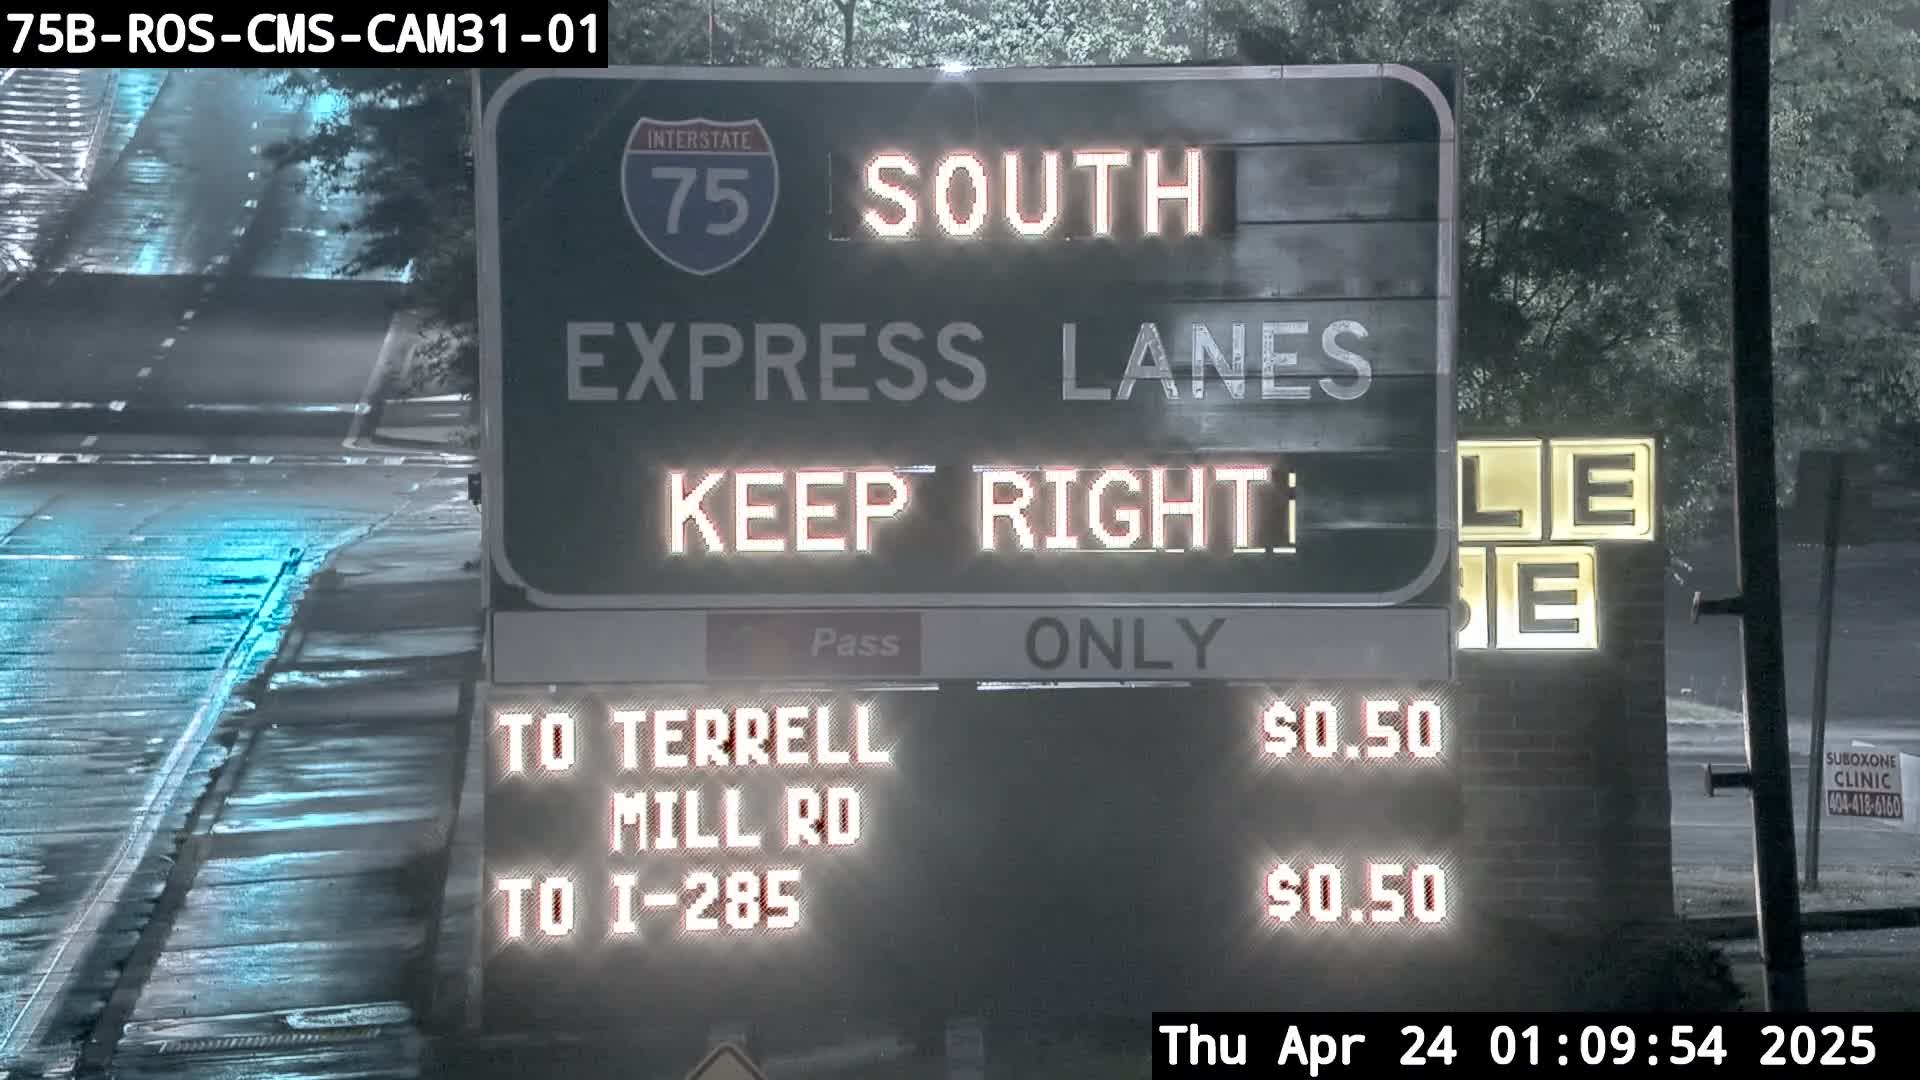 75B-ROS-CMS-CAM31-01
INTERSTATE
75
SOUTH
EXPRESS LANES
KEEP RIGHT
LE
E
Pass ONLY
TO TERRELL $0.50
MILL RD
TO I-285 $0.50
SUBOXONE
CLINIC
404-418-6160
Thu Apr 24 01:09:54 2025